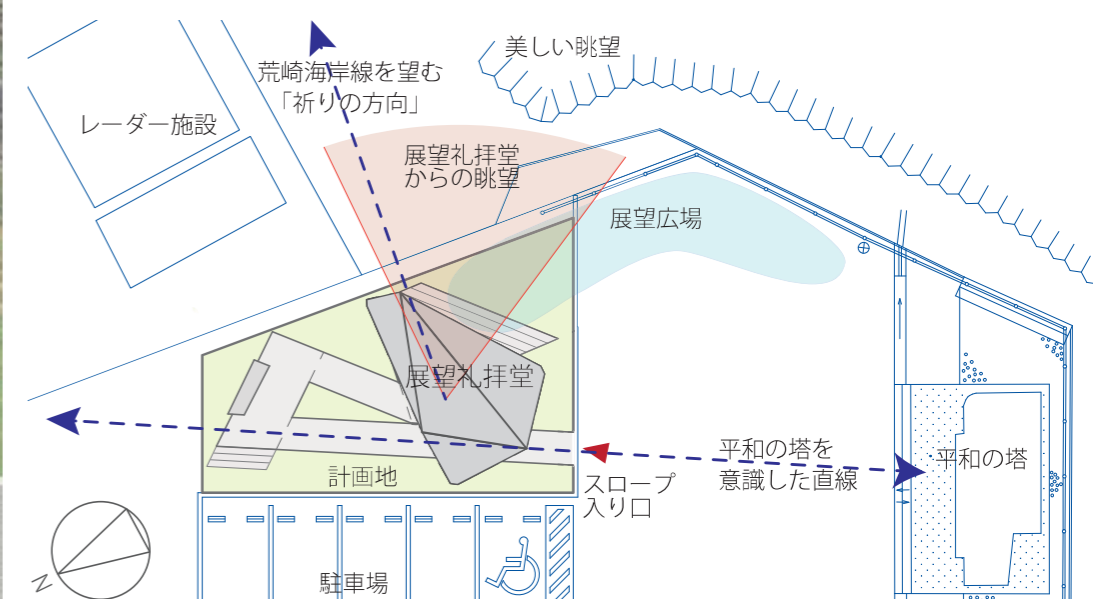 美しい眺望
荒崎海岸線を望む
「祈りの方向」
レーダー施設
展望礼拝堂
からの眺望
展望広場
展望礼拝堂
平和の塔を
意識した直線
平和の塔
計画地
スロープ
入り口
駐車場
N